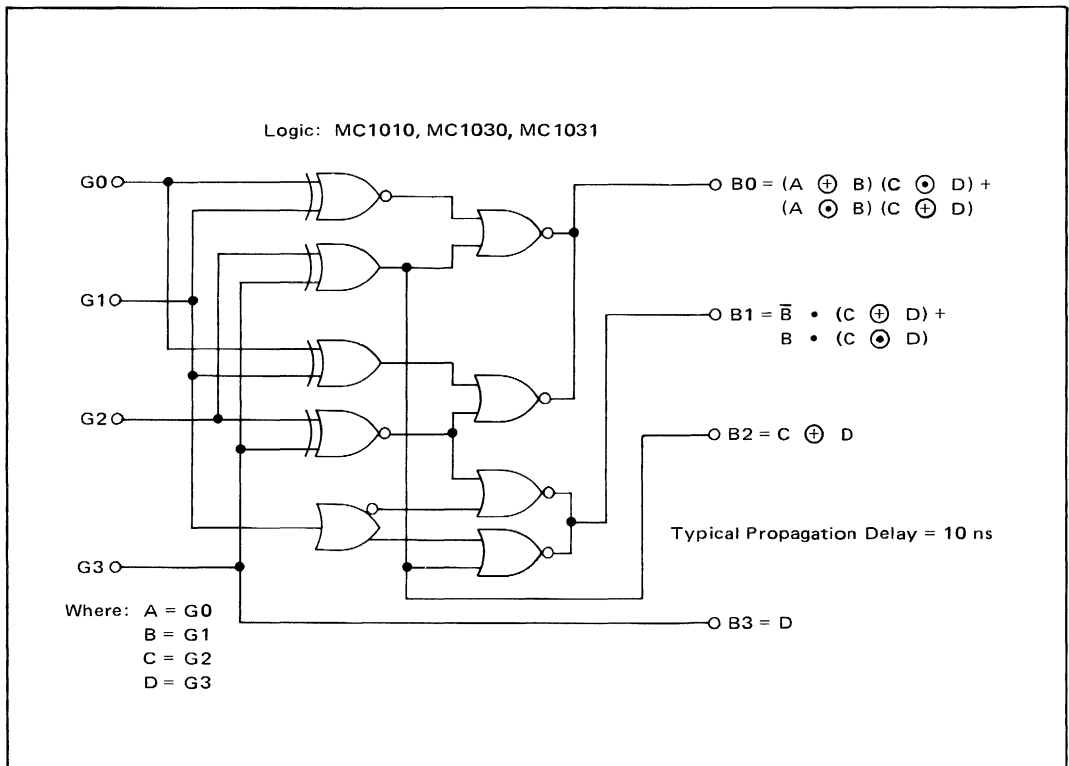 Logic: MC1010, MC1030, MC1031
G0
G1
G2
G3
B0 = (A ⊕ B) (C ⊙ D) +
(A ⊙ B) (C ⊕ D)
B1 = B̅ • (C ⊕ D) +
B • (C ⊙ D)
B2 = C ⊕ D
Typical Propagation Delay = 10 ns
B3 = D
Where: A = G0
B = G1
C = G2
D = G3